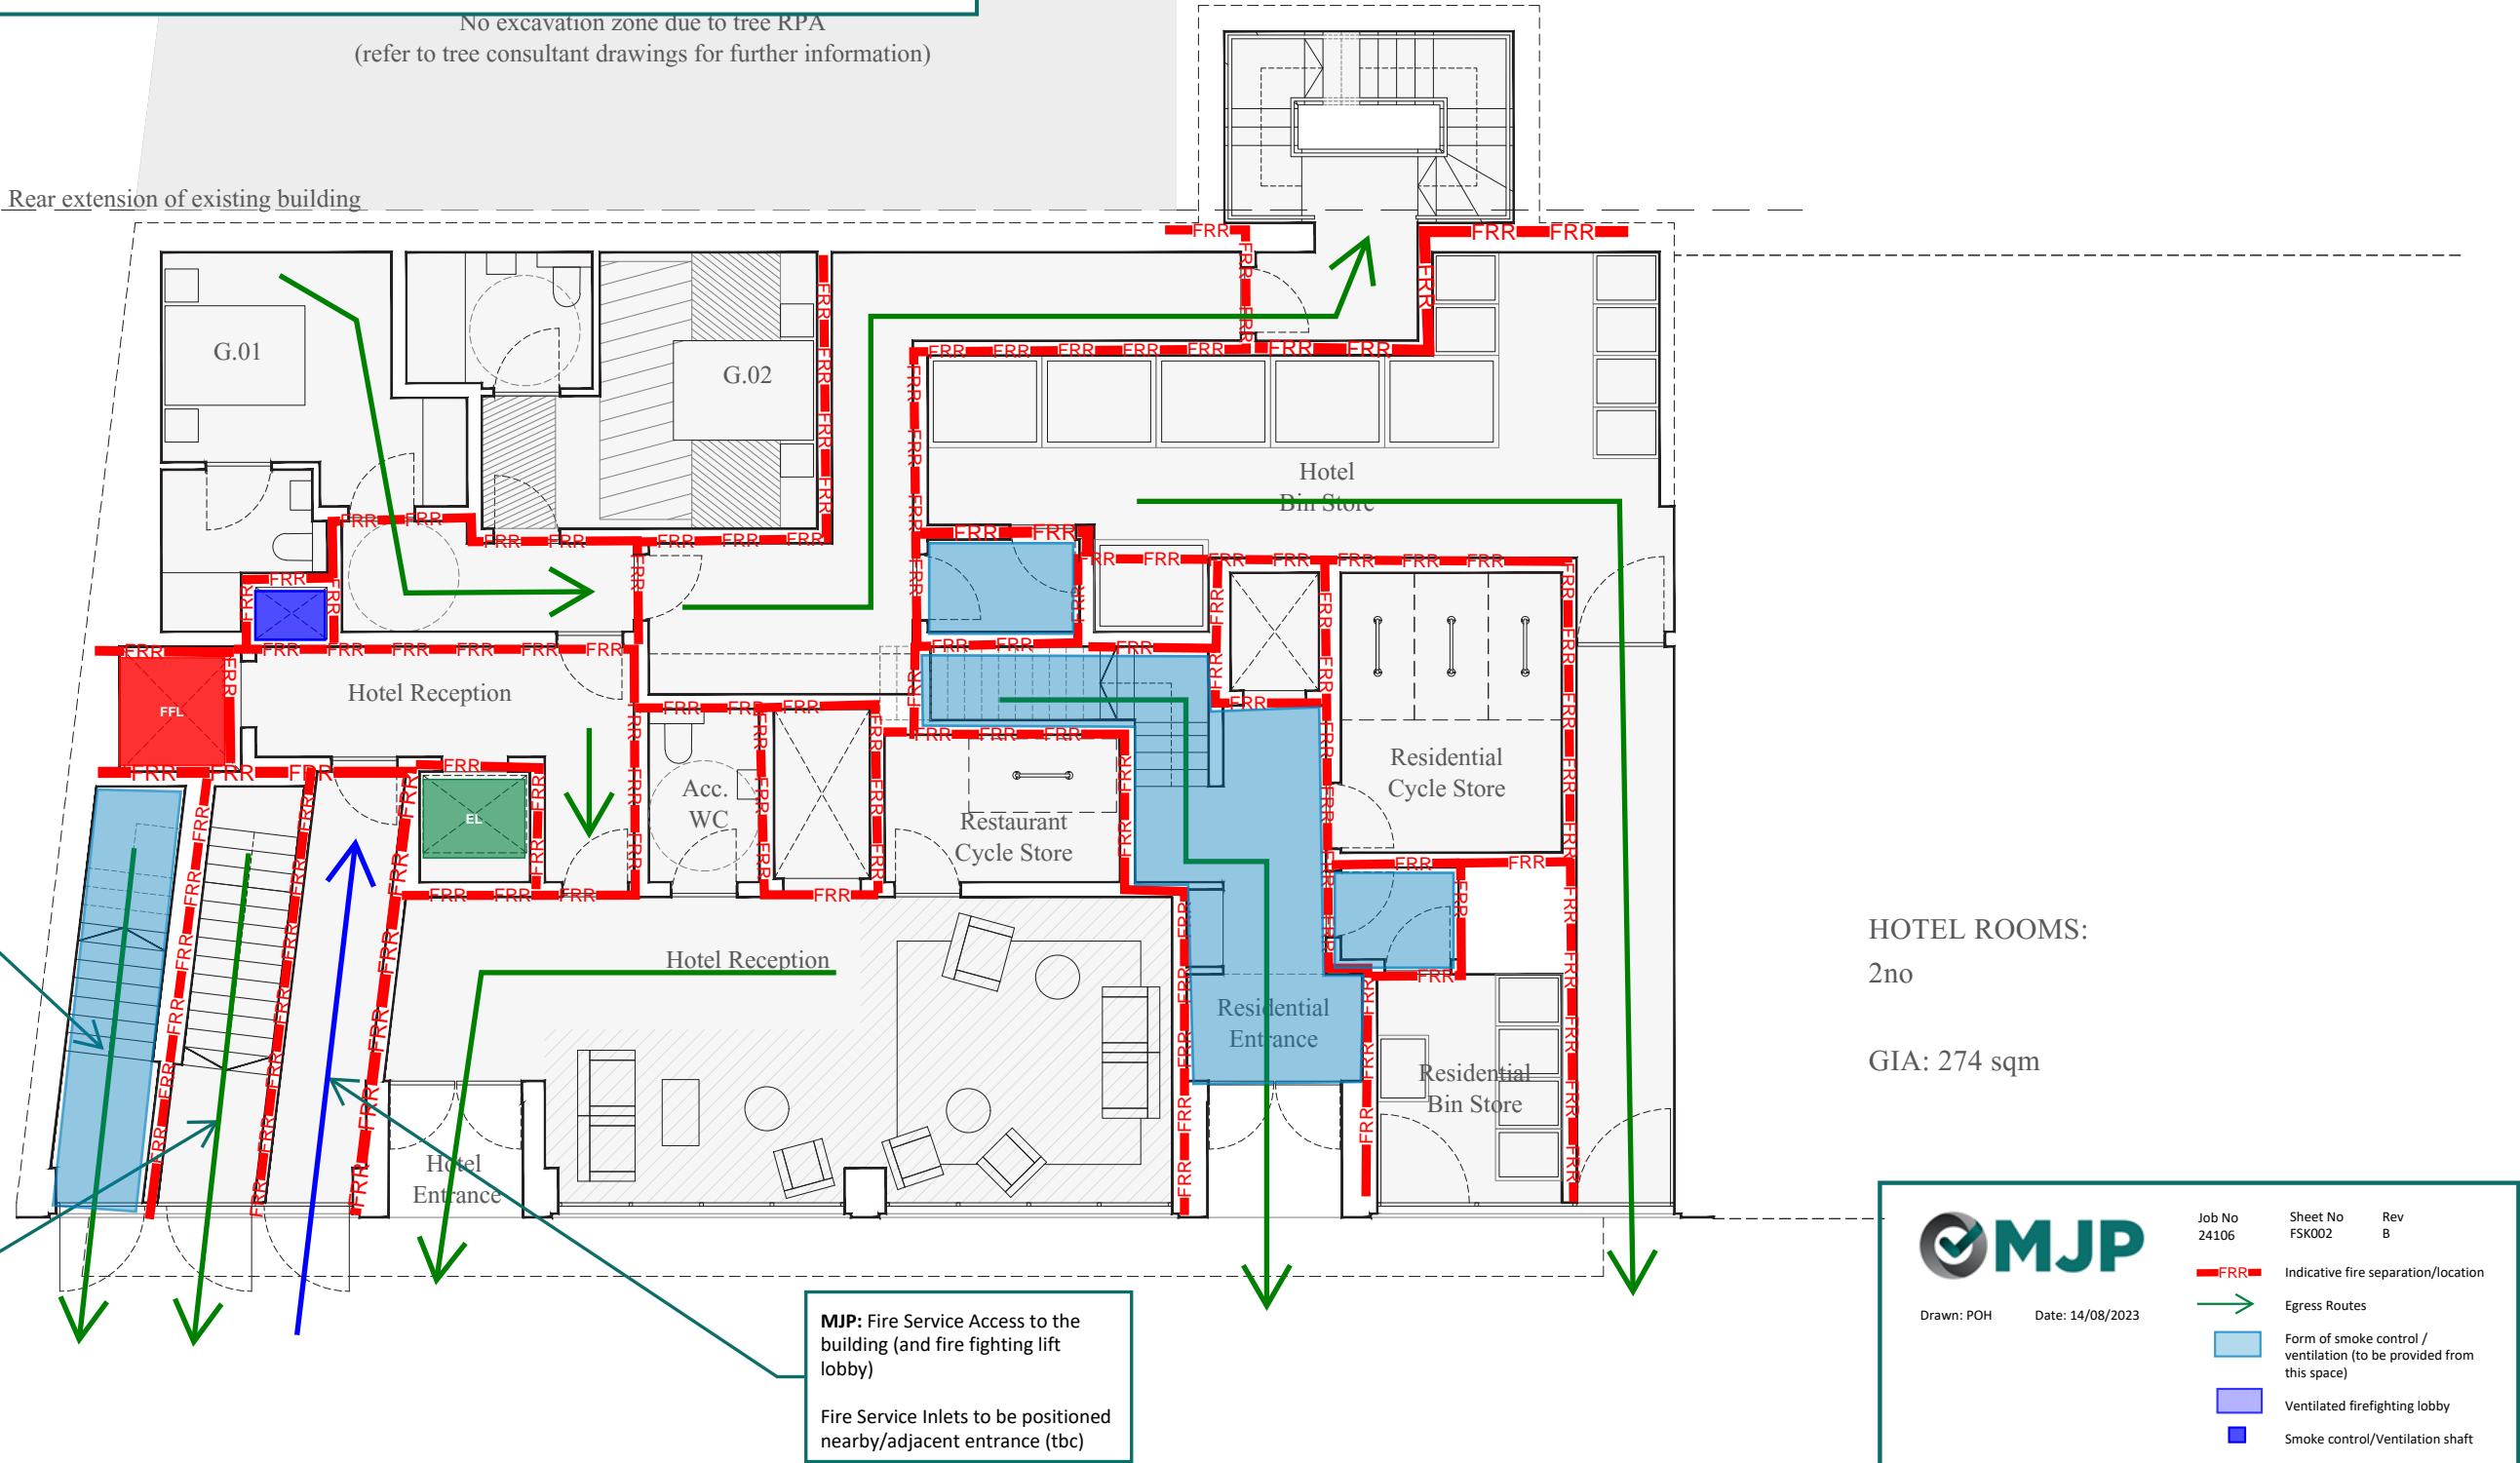 No excavation zone due to tree RPA
(refer to tree consultant drawings for further information)
Rear extension of existing building
G.01
G.02
Hotel
Bin Store
Hotel Reception
FFL
EL
Acc.
WC
Restaurant
Cycle Store
Residential
Cycle Store
Hotel Reception
Residential
Entrance
Residential
Bin Store
Hotel
Entrance
FRR
HOTEL ROOMS:
2no
GIA: 274 sqm
MJP: Fire Service Access to the
building (and fire fighting lift
lobby)
Fire Service Inlets to be positioned
nearby/adjacent entrance (tbc)
MJP
Job No
24106
Sheet No
FSK002
Rev
B
Drawn: POH Date: 14/08/2023
FRR Indicative fire separation/location
Egress Routes
Form of smoke control /
ventilation (to be provided from
this space)
Ventilated firefighting lobby
Smoke control/Ventilation shaft